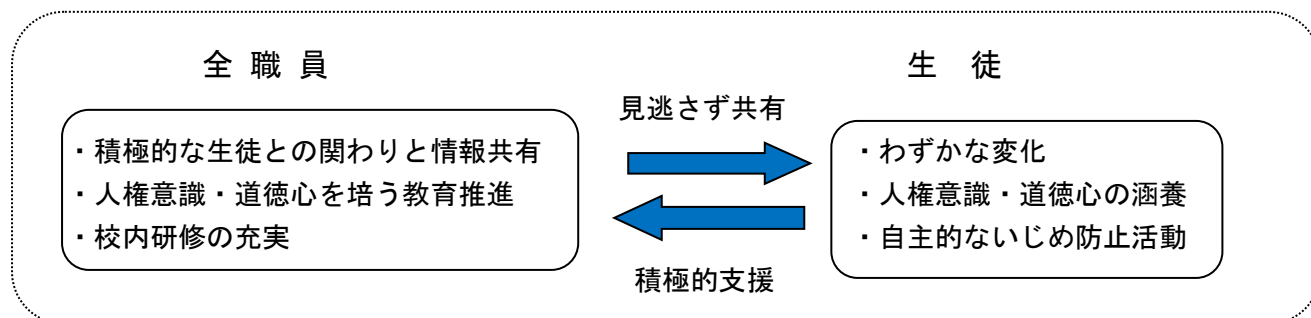 全 職 員
生 徒
見逃さず共有
・積極的な生徒との関わりと情報共有
・人権意識・道徳心を培う教育推進
・校内研修の充実
・わずかな変化
・人権意識・道徳心の涵養
・自主的ないじめ防止活動
積極的支援